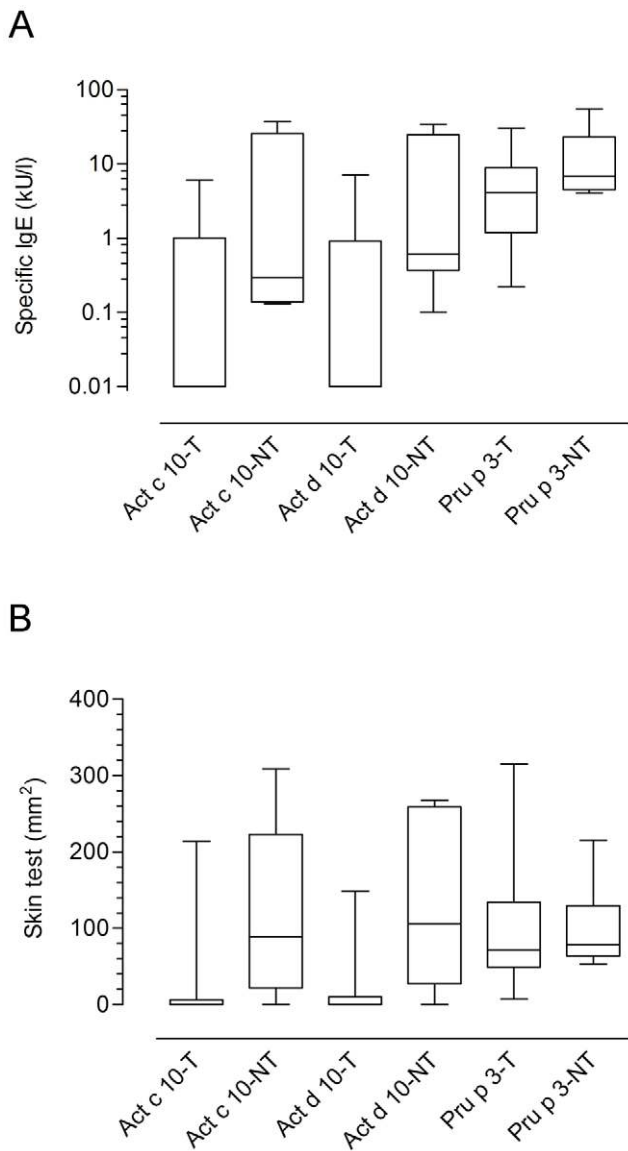 A
Specific IgE (kU/l)
100
10
1
0.1
0.01
Act c 10-T
Act c 10-NT
Act d 10-T
Act d 10-NT
Pru p 3-T
Pru p 3-NT
B
Skin test (mm²)
400
300
200
100
0
Act c 10-T
Act c 10-NT
Act d 10-T
Act d 10-NT
Pru p 3-T
Pru p 3-NT